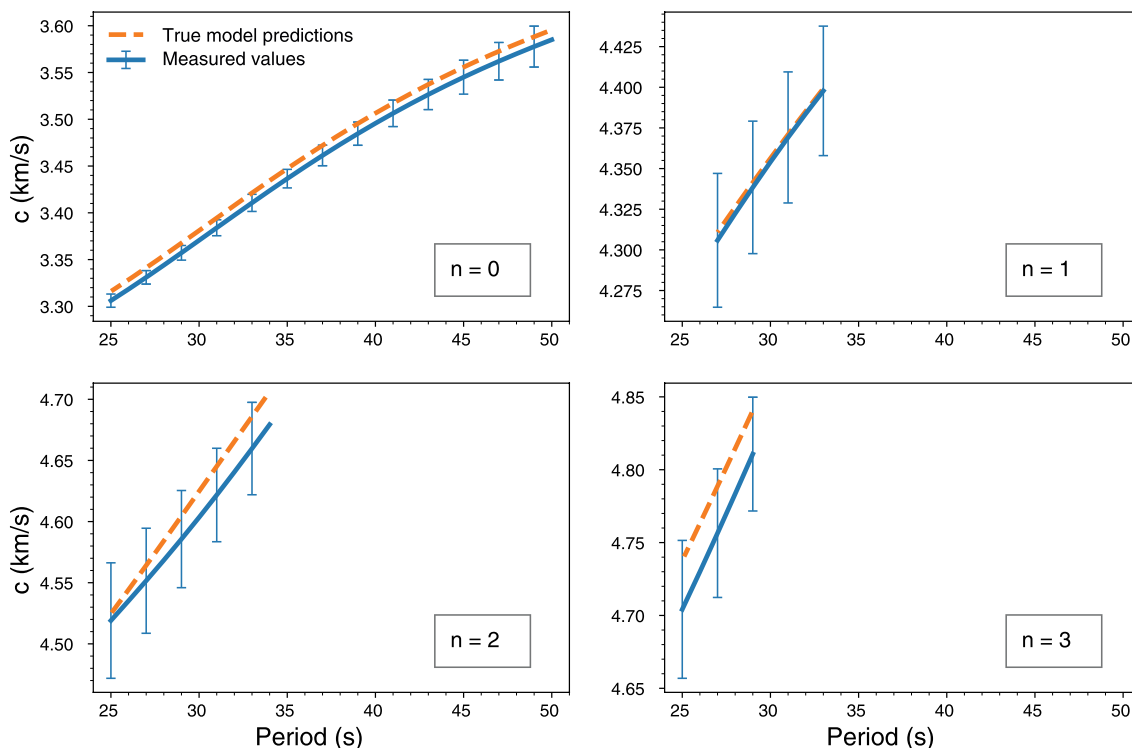 True model predictions
Measured values
c (km/s)
3.60
3.55
3.50
3.45
3.40
3.35
3.30
25 30 35 40 45 50
n = 0
4.425
4.400
4.375
4.350
4.325
4.300
4.275
25 30 35 40 45 50
n = 1
c (km/s)
4.70
4.65
4.60
4.55
4.50
25 30 35 40 45 50
Period (s)
n = 2
4.85
4.80
4.75
4.70
4.65
25 30 35 40 45 50
Period (s)
n = 3